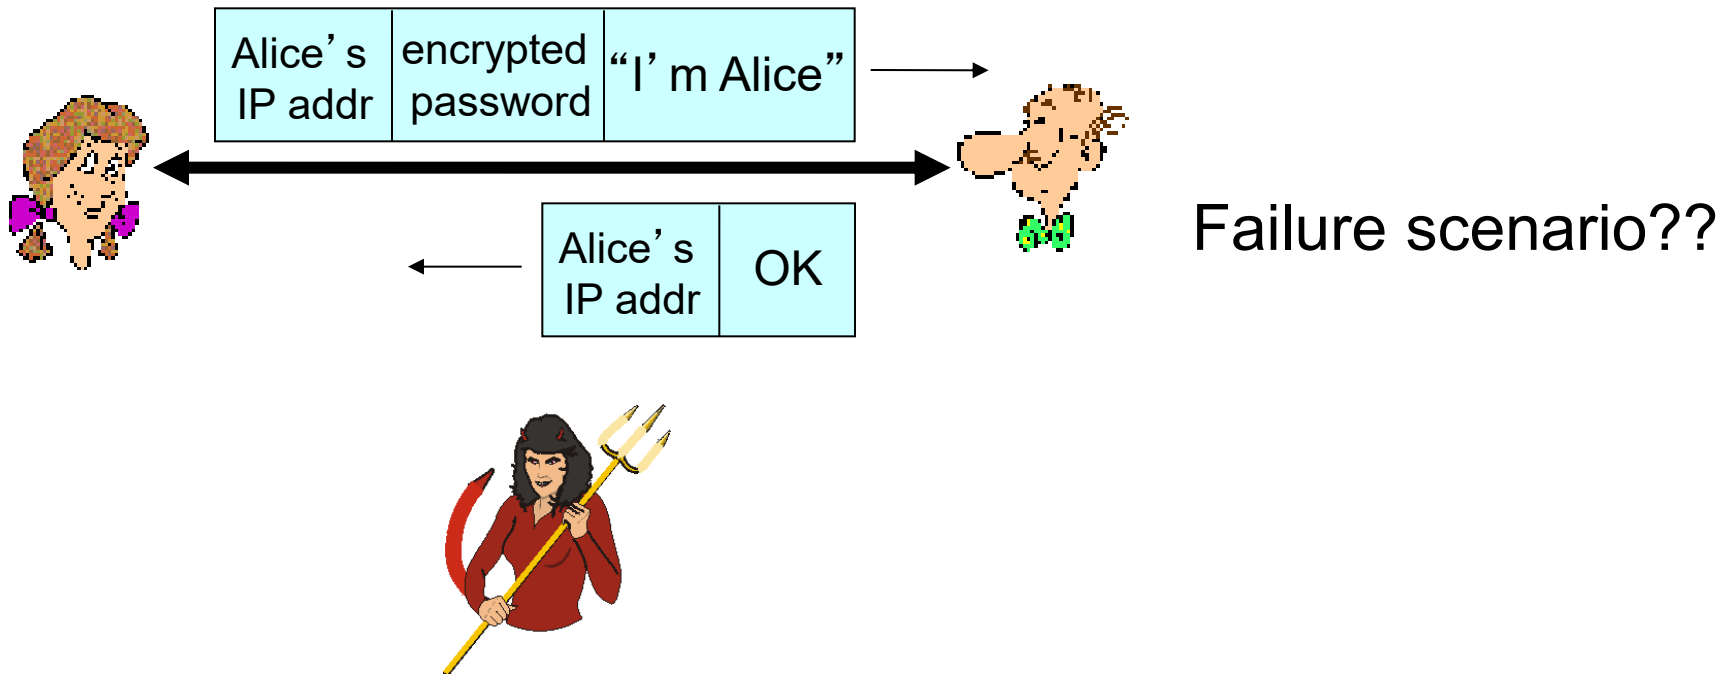 Alice’s
IP addr
encrypted
password
“I’m Alice”
Alice’s
IP addr
OK
Failure scenario??